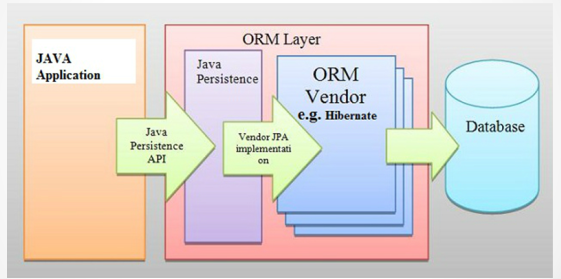 ORM Layer
JAVA
Application
Java
Persistence
ORM
Vendor
e.g. Hibernate
Java
Persistence
API
Vendor JPA
implementati
on
Database